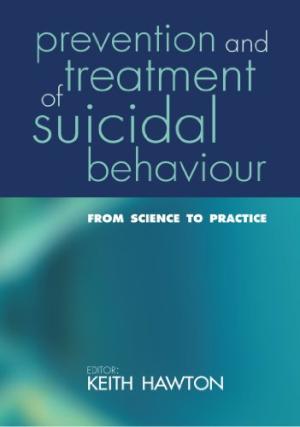 prevention and
treatment
of
suicidal
behaviour
FROM SCIENCE TO PRACTICE
EDITOR:
KEITH HAWTON